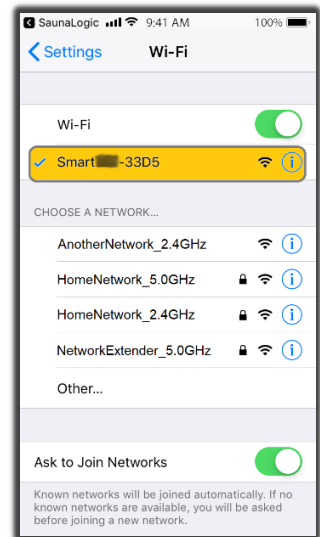 SaunaLogic 9:41 AM 100%
Settings Wi-Fi
Wi-Fi
Smart -33D5
CHOOSE A NETWORK...
AnotherNetwork_2.4GHz
HomeNetwork_5.0GHz
HomeNetwork_2.4GHz
NetworkExtender_5.0GHz
Other...
Ask to Join Networks
Known networks will be joined automatically. If no
known networks are available, you will be asked
before joining a new network.